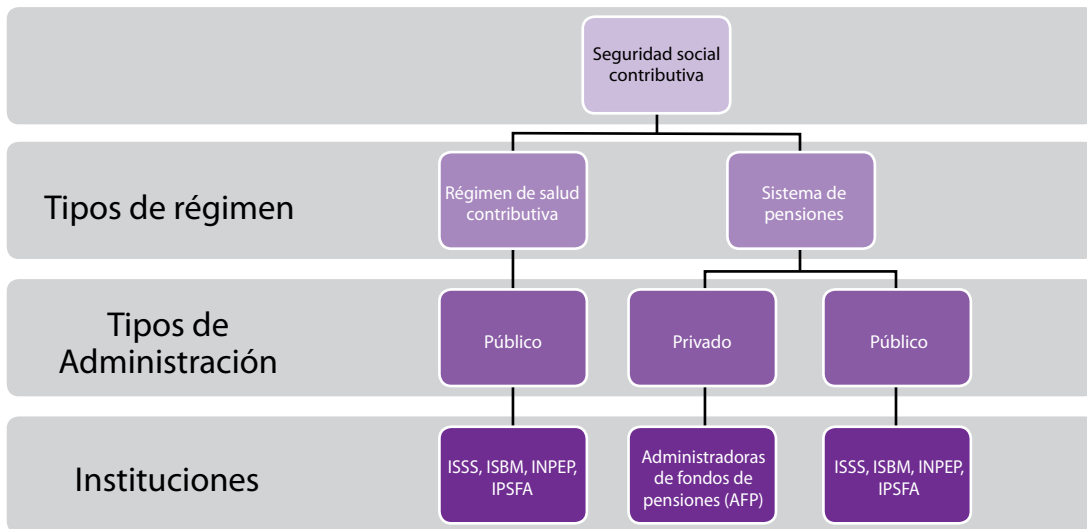 Seguridad social
contributiva
Tipos de régimen
Régimen de salud
contributiva
Sistema de
pensiones
Tipos de
Administración
Público
Privado
Público
Instituciones
ISSS, ISBM, INPEP,
IPSFA
Administradoras
de fondos de
pensiones (AFP)
ISSS, ISBM, INPEP,
IPSFA